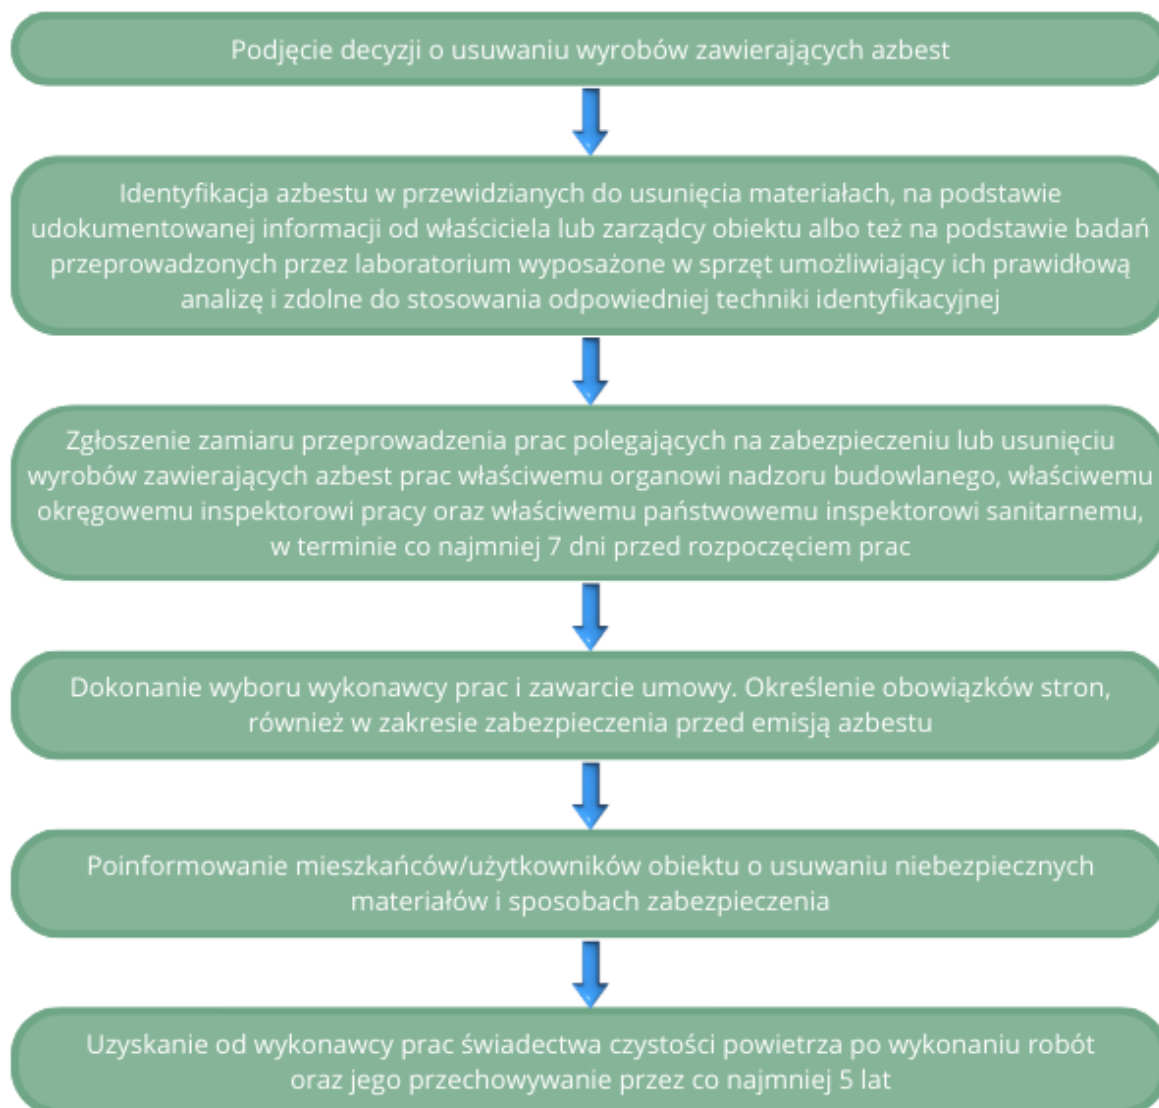 Podjęcie decyzji o usuwaniu wyrobów zawierających azbest
Identyfikacja azbestu w przewidzianych do usunięcia materiałach, na podstawie
udokumentowanej informacji od właściciela lub zarządcy obiektu albo też na podstawie badań
przeprowadzonych przez laboratorium wyposażone w sprzęt umożliwiający ich prawidłową
analizę i zdolne do stosowania odpowiedniej techniki identyfikacyjnej
Zgłoszenie zamiaru przeprowadzenia prac polegających na zabezpieczeniu lub usunięciu
wyrobów zawierających azbest prac właściwemu organowi nadzoru budowlanego, właściwemu
okręgowemu inspektorowi pracy oraz właściwemu państwowemu inspektorowi sanitarnemu,
w terminie co najmniej 7 dni przed rozpoczęciem prac
Dokonanie wyboru wykonawcy prac i zawarcie umowy. Określenie obowiązków stron,
również w zakresie zabezpieczenia przed emisją azbestu
Poinformowanie mieszkańców/użytkowników obiektu o usuwaniu niebezpiecznych
materiałów i sposobach zabezpieczenia
Uzyskanie od wykonawcy prac świadectwa czystości powietrza po wykonaniu robót
oraz jego przechowywanie przez co najmniej 5 lat